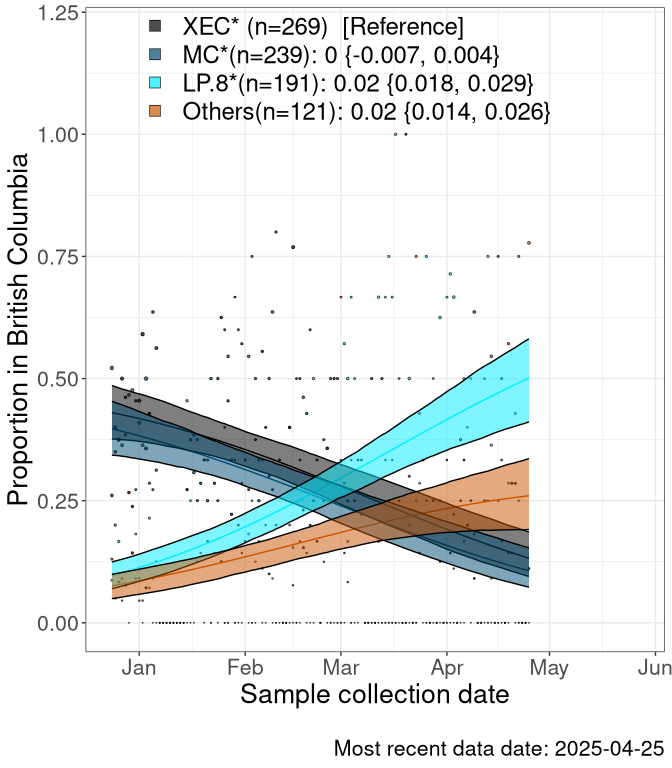 XEC* (n=269)  [Reference]
MC*(n=239): 0 {-0.007, 0.004}
LP.8*(n=191): 0.02 {0.018, 0.029}
Others(n=121): 0.02 {0.014, 0.026}
1.25
1.00
0.75
0.50
0.25
0.00
Proportion in British Columbia
Jan Feb Mar Apr May Jun
Sample collection date
Most recent data date: 2025-04-25